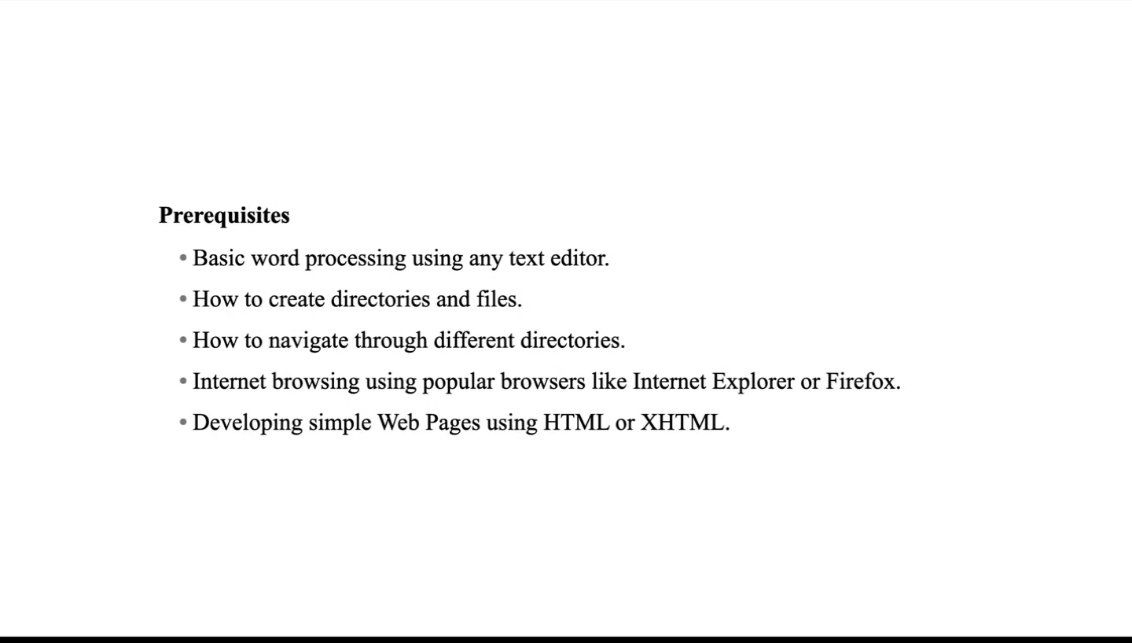 Prerequisites
• Basic word processing using any text editor.
• How to create directories and files.
• How to navigate through different directories.
• Internet browsing using popular browsers like Internet Explorer or Firefox.
• Developing simple Web Pages using HTML or XHTML.